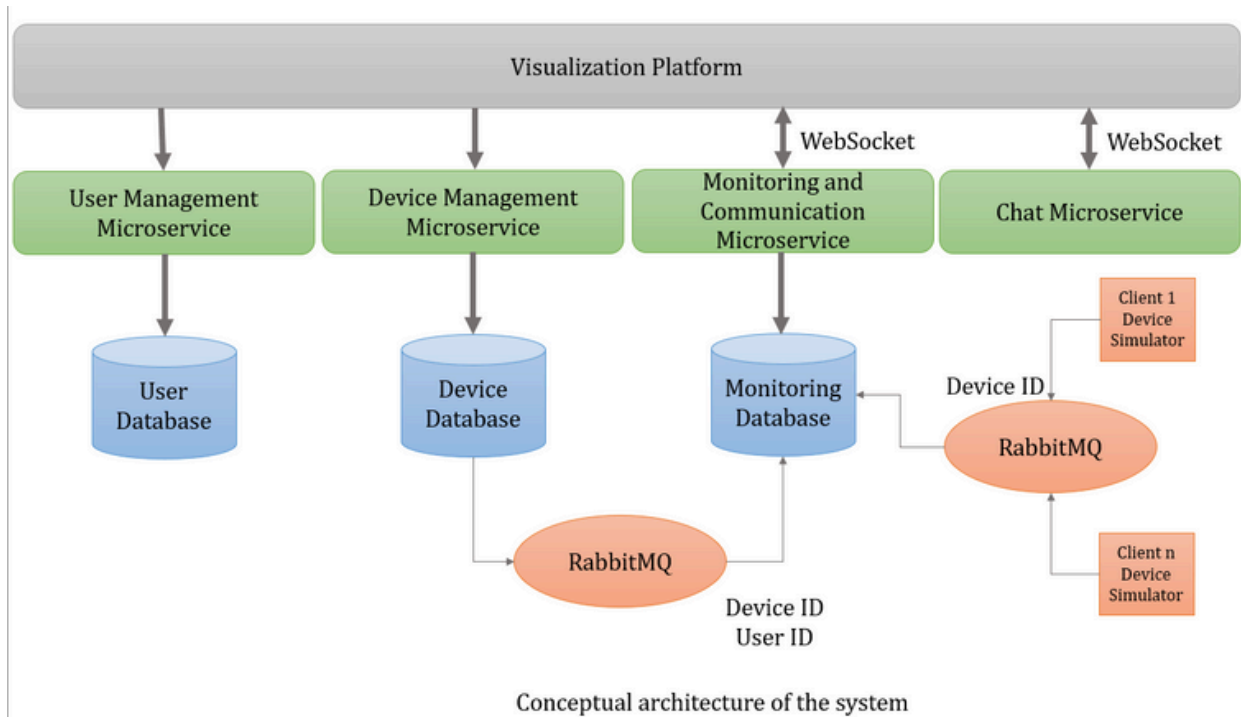 Visualization Platform
WebSocket
WebSocket
User Management
Microservice
Device Management
Microservice
Monitoring and
Communication
Microservice
Chat Microservice
Client 1
Device
Simulator
User
Database
Device
Database
Monitoring
Database
Device ID
RabbitMQ
RabbitMQ
Client n
Device
Simulator
Device ID
User ID
Conceptual architecture of the system